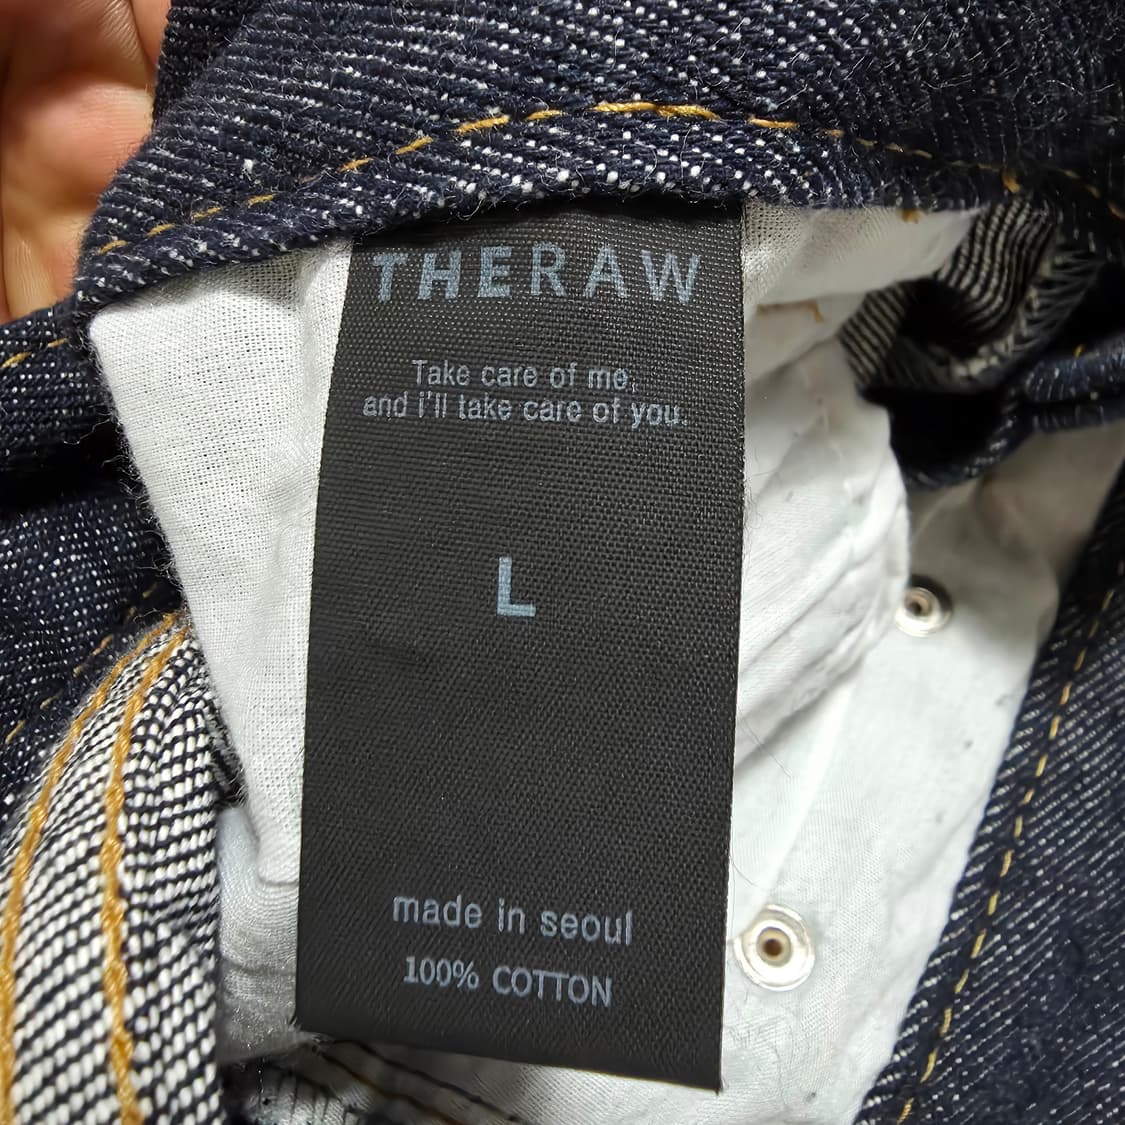 THERAW
Take care of me,
and i'll take care of you.
L
made in seoul
100% COTTON